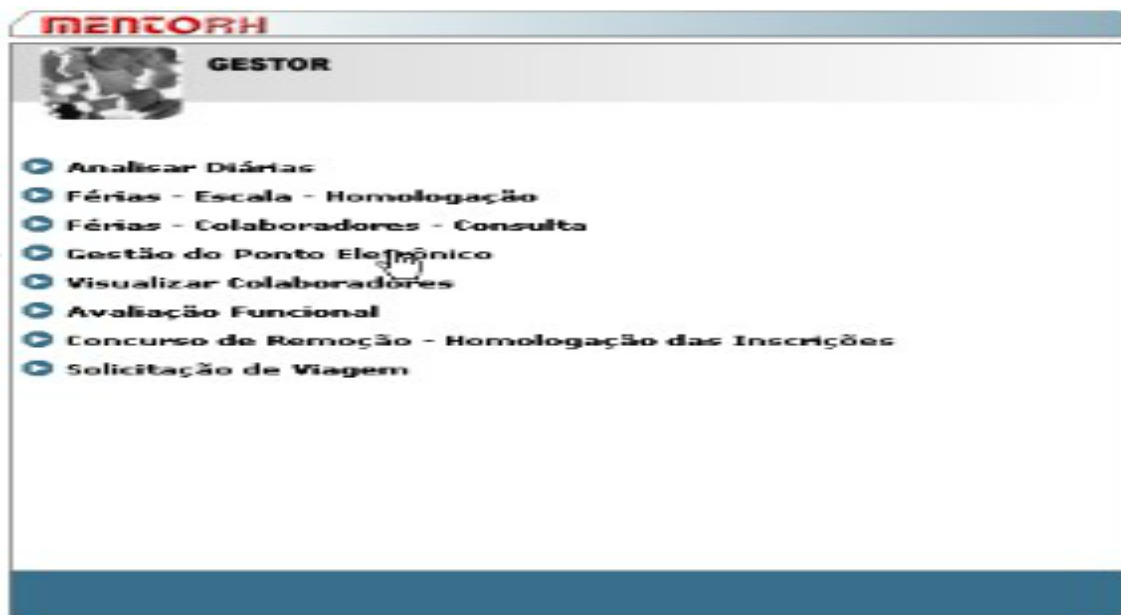 MENTORH
GESTOR
Analisar Diárias
Férias - Escala - Homologação
Férias - Colaboradores - Consulta
Gestão do Ponto Eletrônico
Visualizar Colaboradores
Avaliação Funcional
Concurso de Remoção - Homologação das Inscrições
Solicitação de Viagem